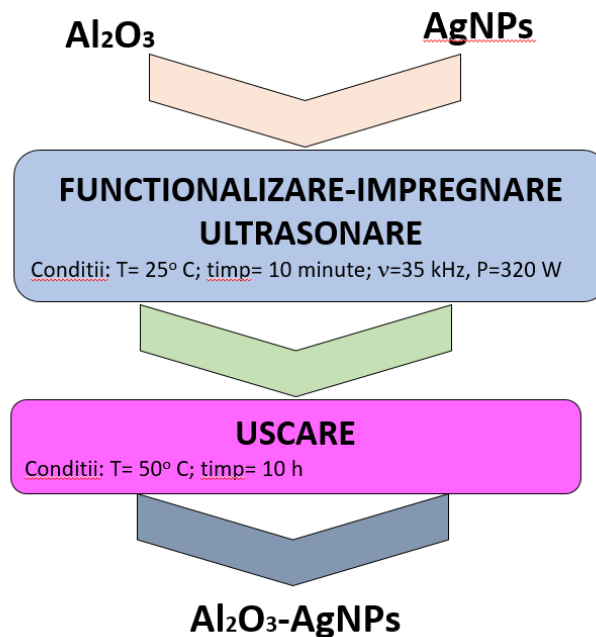 Al₂O₃ AgNPs
FUNCTIONALIZARE-IMPREGNARE
ULTRASONARE
Conditii: T= 25° C; timp= 10 minute; ν=35 kHz, P=320 W
USCARE
Conditii: T= 50° C; timp= 10 h
Al₂O₃-AgNPs